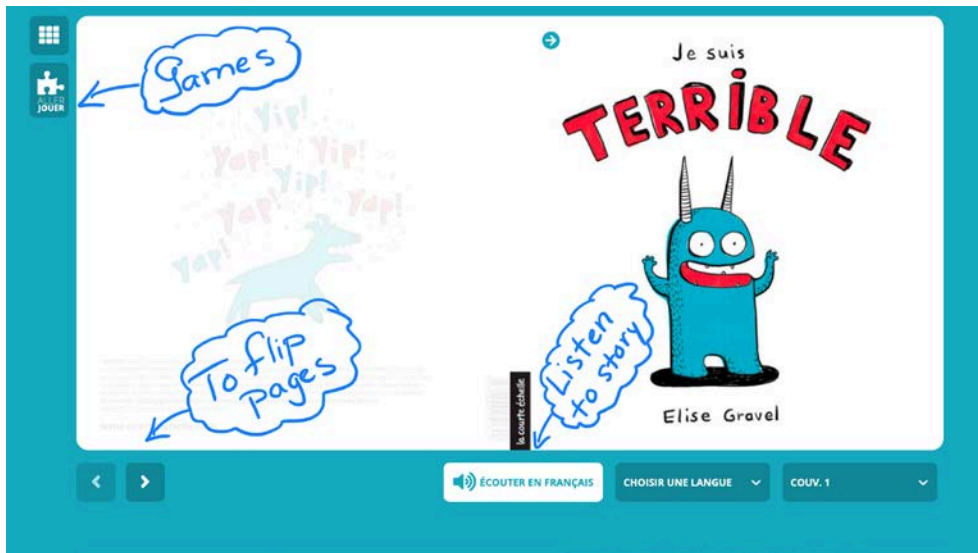 Games
ALLER
JOUER
Yip!
Yap! Yip!
Yip!
Yap! Yap!
Yap!
To flip
pages
Je suis
TERRIBLE
Listen
to story
la courte échelle
Elise Gravel
ÉCOUTER EN FRANÇAIS
CHOISIR UNE LANGUE
COUV. 1